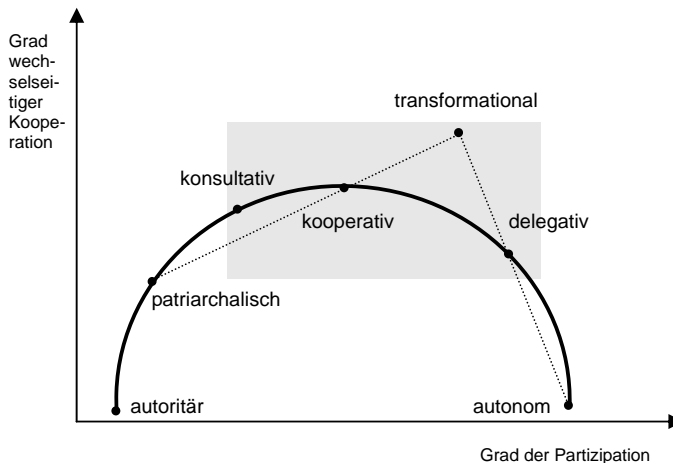 Grad
wech-
selsei-
tiger
Koope-
ration
transformational
konsultativ
kooperativ
delegativ
patriarchalisch
autoritär
autonom
Grad der Partizipation